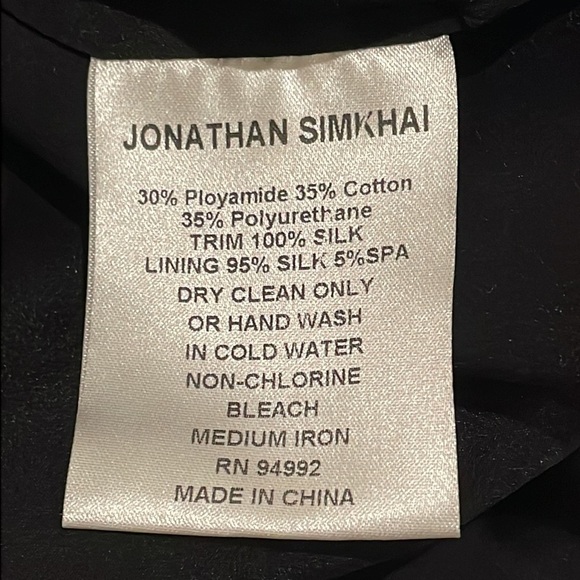 JONATHAN SIMKHAI
30% Ployamide 35% Cotton
35% Polyurethane
TRIM 100% SILK
LINING 95% SILK 5%SPA
DRY CLEAN ONLY
OR HAND WASH
IN COLD WATER
NON-CHLORINE
BLEACH
MEDIUM IRON
RN 94992
MADE IN CHINA